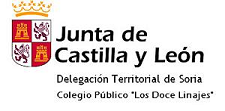 Junta de
Castilla y León
Delegación Territorial de Soria
Colegio Público "Los Doce Linajes"